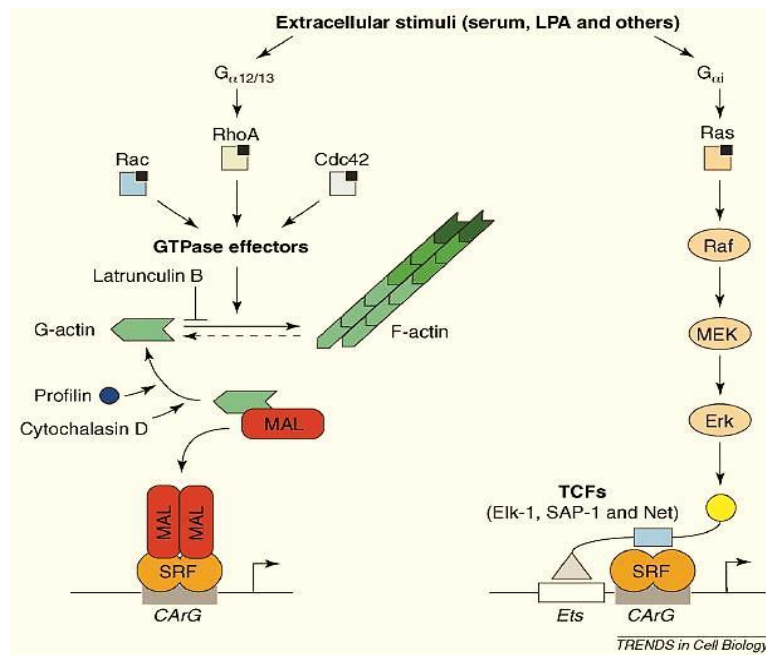 Extracellular stimuli (serum, LPA and others)
Gα12/13
Gαi
RhoA
Ras
Rac
Cdc42
GTPase effectors
Raf
Latrunculin B
G-actin
F-actin
MEK
Profilin
Cytochalasin D
MAL
Erk
TCFs
(Elk-1, SAP-1 and Net)
MAL
MAL
SRF
SRF
CArG
Ets
CArG
TRENDS in Cell Biology